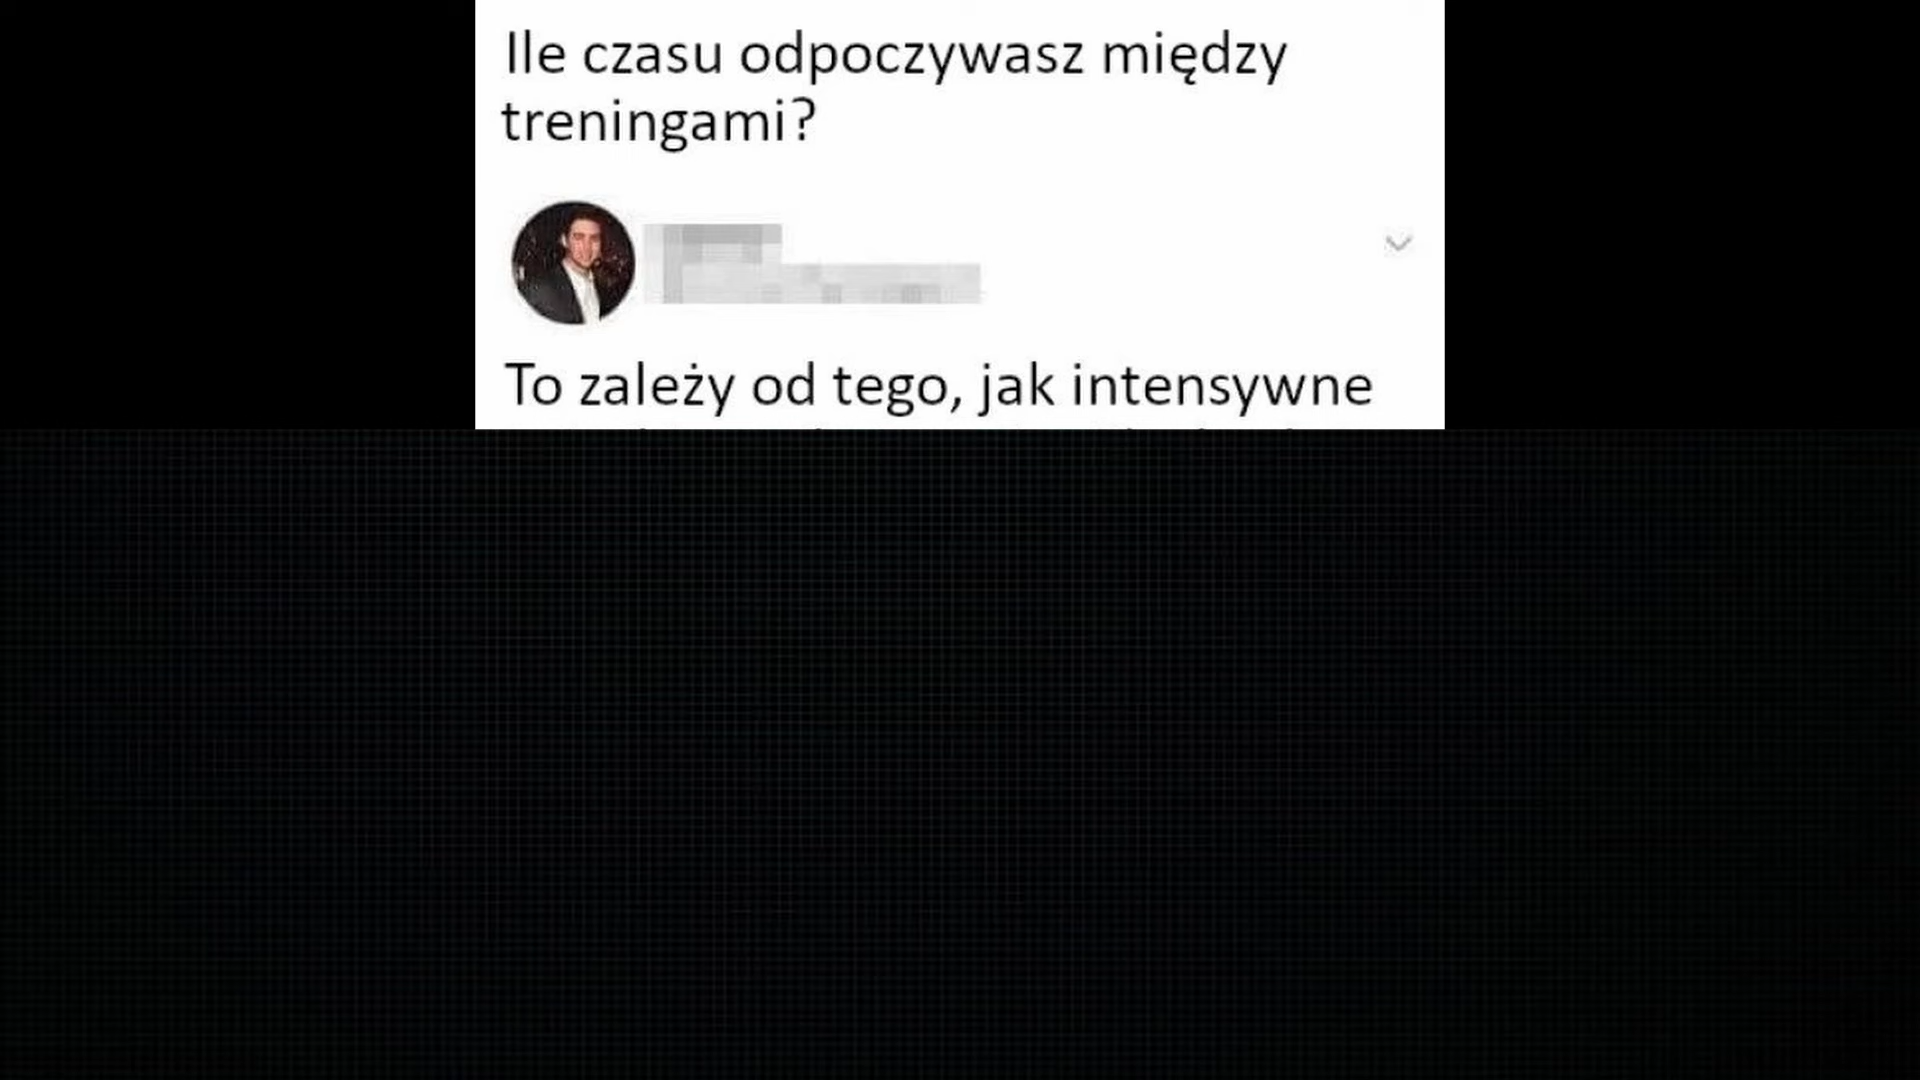 Ile czasu odpoczywasz między
treningami?
To zależy od tego, jak intensywne